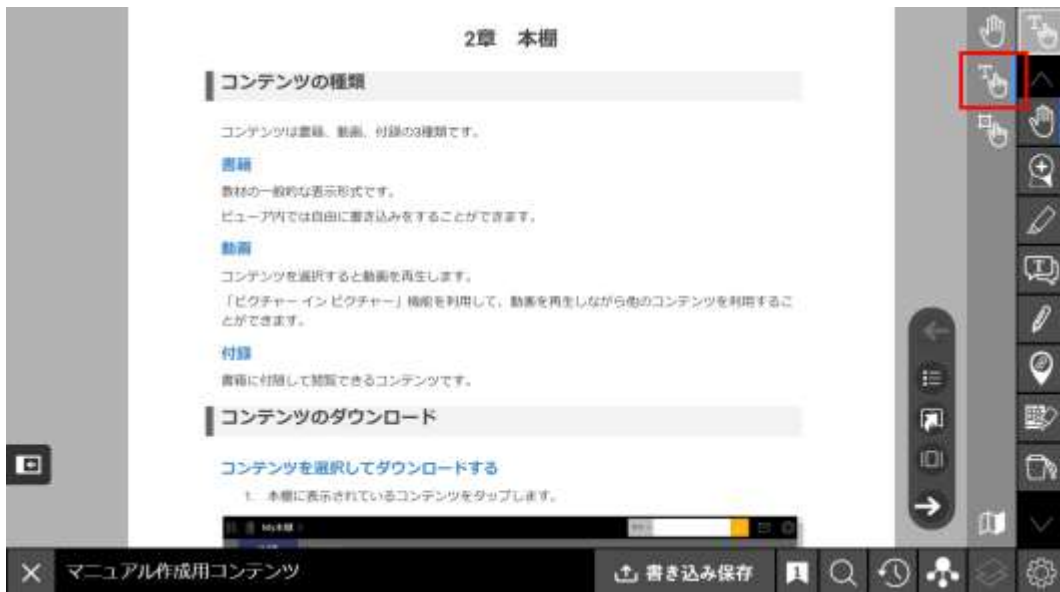 2章 本棚
コンテンツの種類
コンテンツは書籍、動画、付録の3種類です。
書籍
教材の一般的な表示形式です。
ビューア内では自由に書き込みをすることができます。
動画
コンテンツを選択すると動画を再生します。
「ピクチャー イン ピクチャー」機能を利用して、動画を再生しながら他のコンテンツを利用するこ
とができます。
付録
書籍に付随して閲覧できるコンテンツです。
コンテンツのダウンロード
コンテンツを選択してダウンロードする
1. 本棚に表示されているコンテンツをタップします。
My本棚
マニュアル作成用コンテンツ
書き込み保存
1